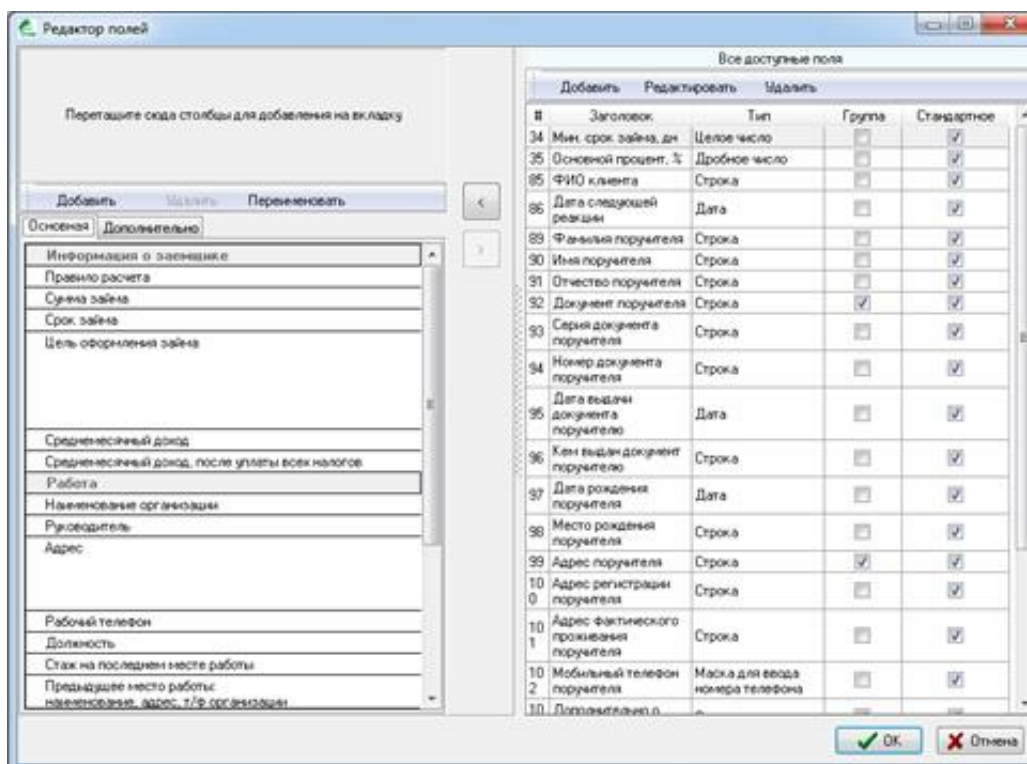 Редактор полей
Перетащите сюда столбцы для добавления на вкладку
Добавить Удалить Переименовать
Основная Дополнительно
Информация о заемщике
Правило расчета
Сумма займа
Срок займа
Цель оформления займа
Среднемесячный доход
Среднемесячный доход, после уплаты всех налогов
Работа
Наименование организации
Руководитель
Адрес
Рабочий телефон
Должность
Стаж на последнем месте работы
Предыдущее место работы:
наименование, адрес, т/ф организации
<
>
Все доступные поля
Добавить Редактировать Удалить
# Заголовок Тип Группа Стандартное
34 Мин. срок займа, дн Целое число
35 Основной процент, % Дробное число
85 ФИО клиента Строка
86 Дата следующей
реакции Дата
89 Фамилия поручителя Строка
90 Имя поручителя Строка
91 Отчество поручителя Строка
92 Документ поручителя Строка
93 Серия документа
поручителя Строка
94 Номер документа
поручителя Строка
95 Дата выдачи
документа
поручителю Дата
96 Кем выдан документ
поручителю Строка
97 Дата рождения
поручителя Дата
98 Место рождения
поручителя Строка
99 Адрес поручителя Строка
10
0 Адрес регистрации
поручителя Строка
10
1 Адрес фактического
проживания
поручителя Строка
10 Мобильный телефон Маска для ввода
2 поручителя номера телефона
10 Дополнительно о
OK Отмена